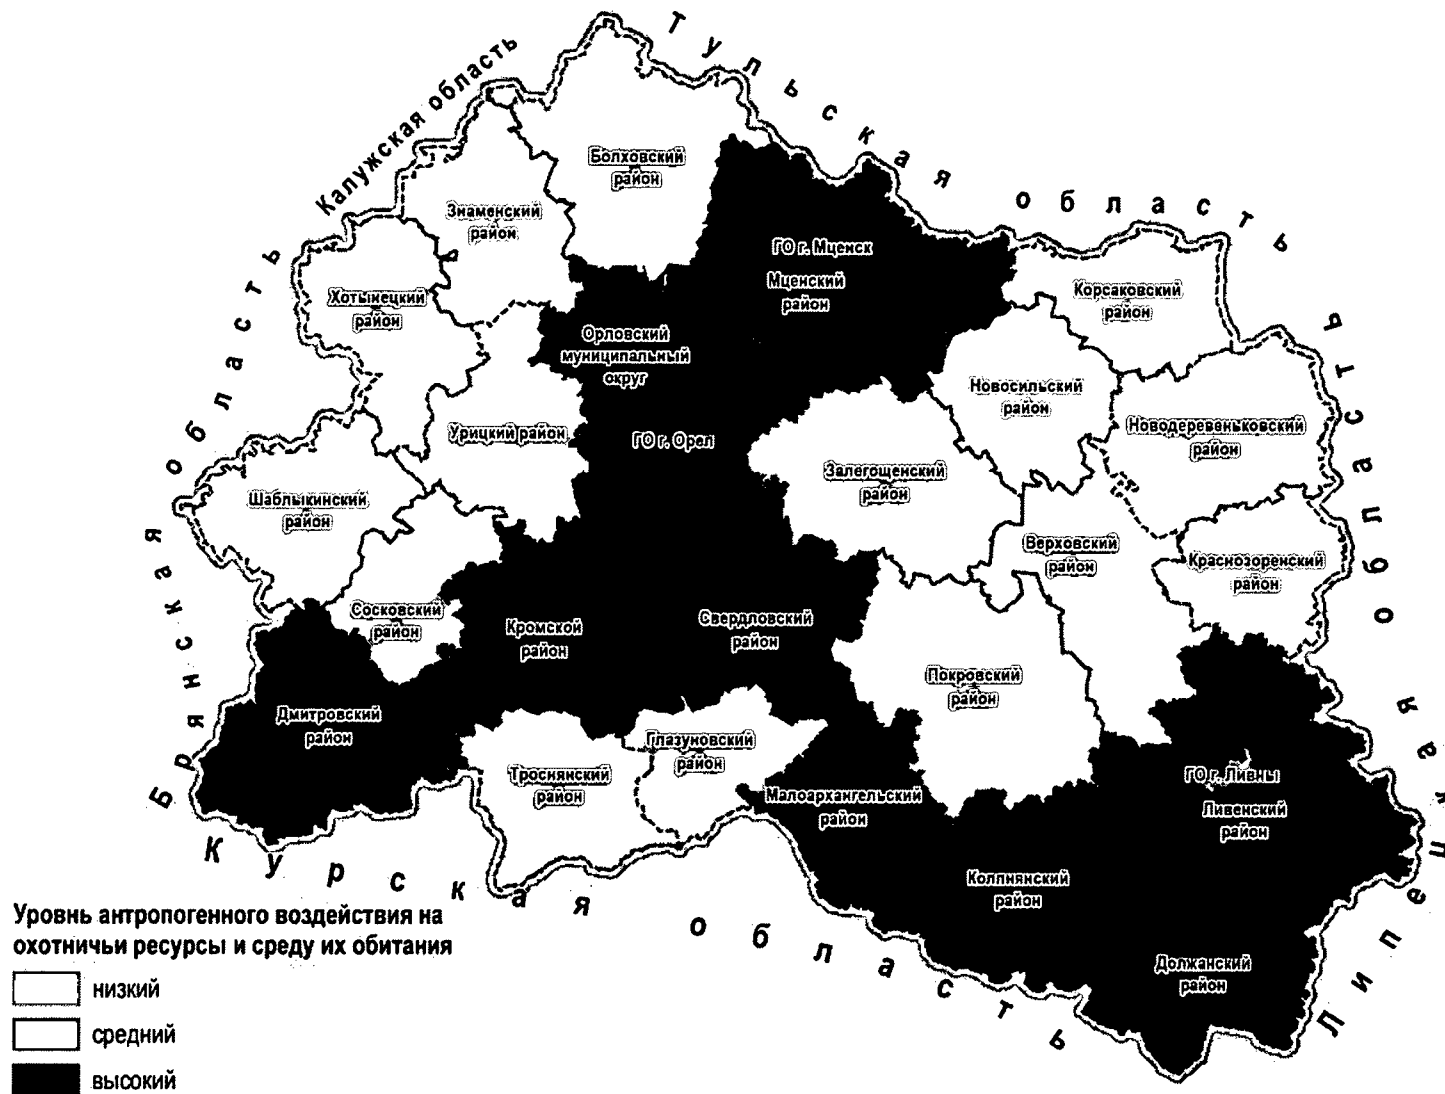 Тульская область
Калужская область
Брянская область
Курская область
Липецкая область
Болховский
район
Знаменский
район
Хотынецкий
район
ГО г. Мценск
Мценский
район
Корсаковский
район
Орловский
муниципальный
округ
Новосильский
район
Новодеревеньковский
район
Урицкий район
ГО г. Орел
Залегощенский
район
Шаблыкинский
район
Верховский
район
Краснозоренский
район
Сосковский
район
Кромской
район
Свердловский
район
Покровский
район
Дмитровский
район
Глазуновский
район
Троснянский
район
Малоархангельский
район
ГО г. Ливны
Ливенский
район
Колпнянский
район
Должанский
район
Уровнь антропогенного воздействия на
охотничьи ресурсы и среду их обитания
низкий
средний
высокий